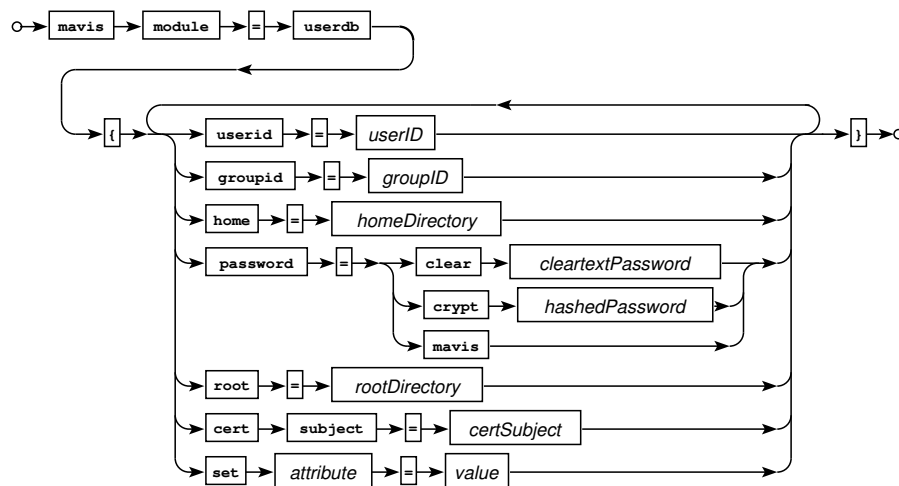 mavis module = userdb
{ userid = userID }
groupid = groupID
home = homeDirectory
password = clear cleartextPassword
crypt hashedPassword
mavis
root = rootDirectory
cert subject = certSubject
set attribute = value